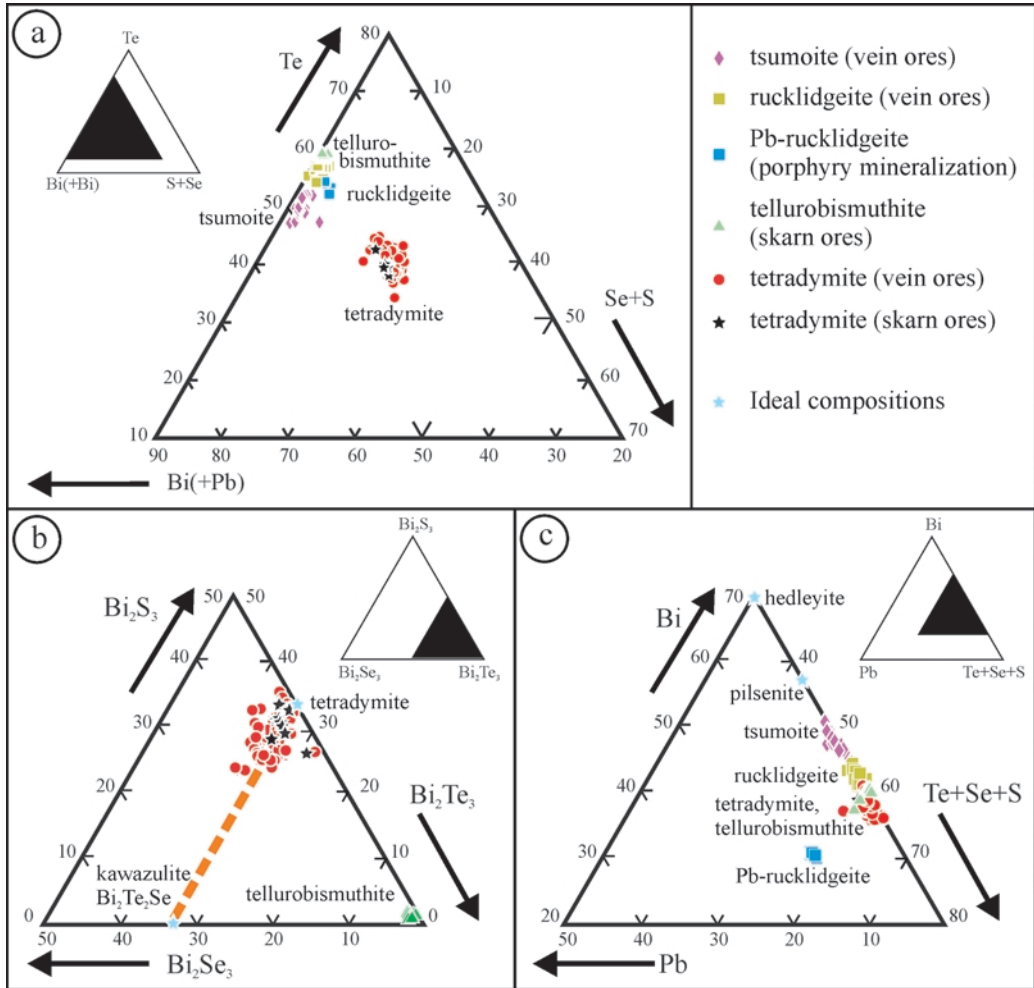 a
Te
Bi(+Bi)
S+Se
Te
80
70
10
60
telluro-
bismuthite
20
rucklidgeite
50
30
tsumoite
40
40
tetradymite
Se+S
30
50
20
60
10
70
90 80 70 60 50 40 30 20
Bi(+Pb)
tsumoite (vein ores)
rucklidgeite (vein ores)
Pb-rucklidgeite
(porphyry mineralization)
tellurobismuthite
(skarn ores)
tetradymite (vein ores)
tetradymite (skarn ores)
Ideal compositions
b
Bi₂S₃
Bi₂Se₃
Bi₂Te₃
Bi₂S₃
50 50
40 40
tetradymite
30 30
20 20
Bi₂Te₃
10 10
kawazulite
Bi₂Te₂Se
tellurobismuthite
0 0
50 40 30 20 10
Bi₂Se₃
c
Bi
Pb
Te+Se+S
Bi
70
hedleyite
60 40
pilsenite
50 50
tsumoite
rucklidgeite
40 60
tetradymite,
tellurobismuthite
Te+Se+S
30 70
Pb-rucklidgeite
20 80
50 40 30 20 10
Pb